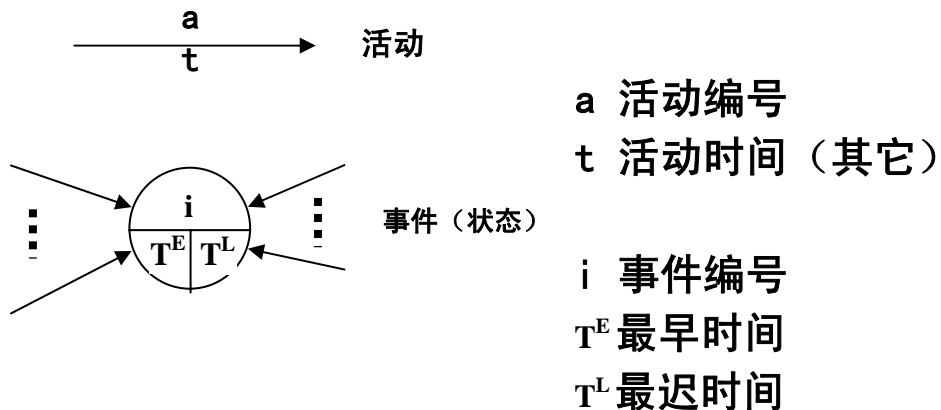 a
t
活动
a 活动编号
t 活动时间（其它）
i
T^E T^L
事件（状态）
i 事件编号
T^E 最早时间
T^L 最迟时间